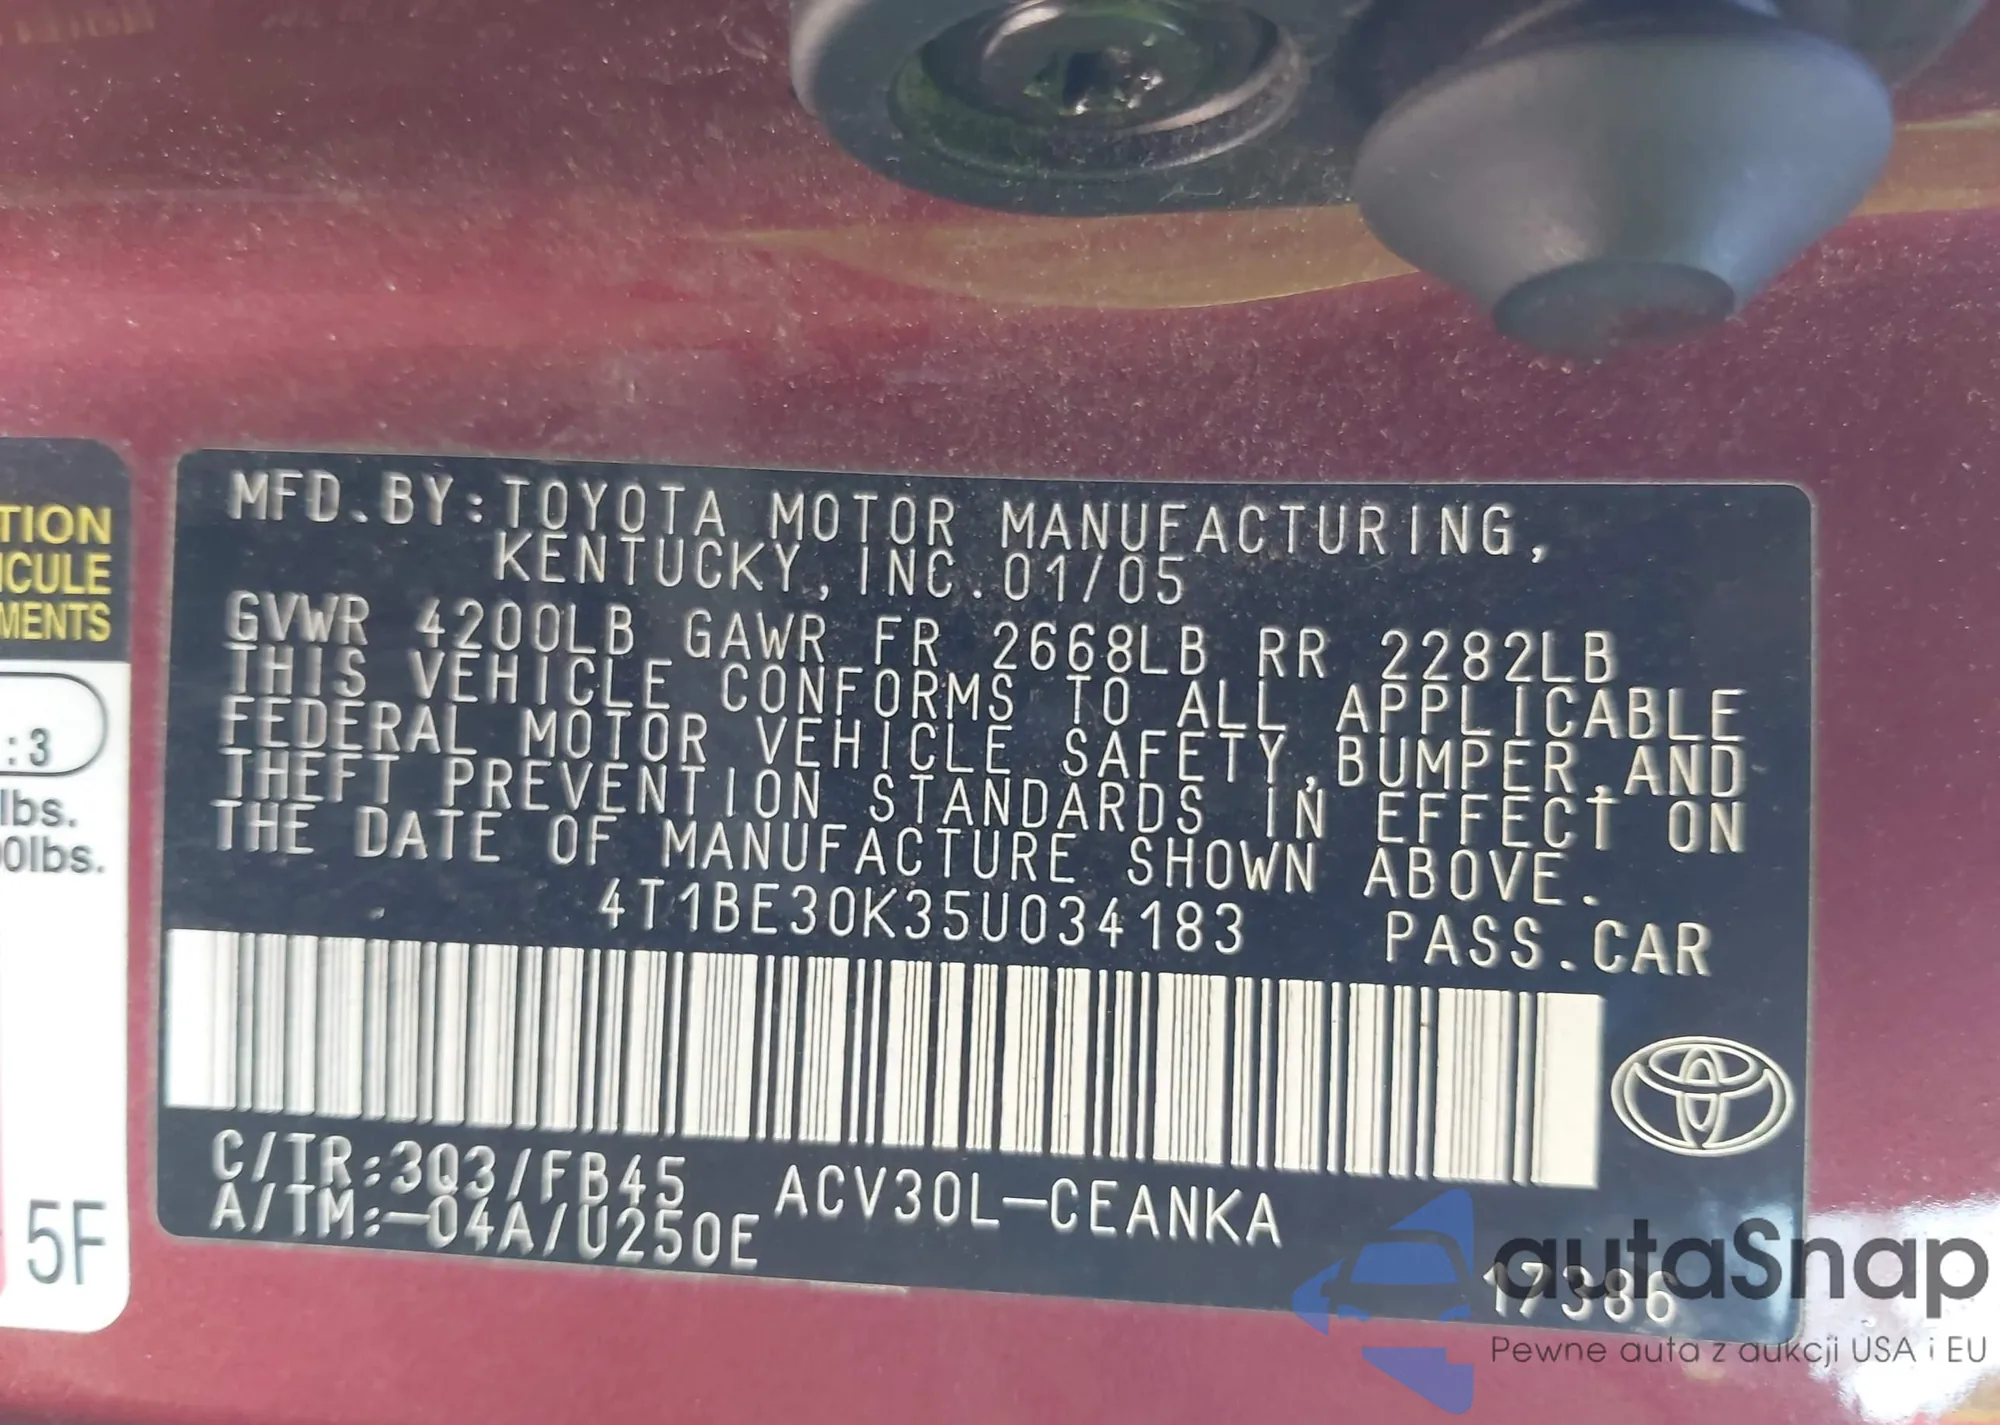 TION
ICULE
MENTS
:3
lbs.
0lbs.
5F
MFD.BY:TOYOTA MOTOR MANUFACTURING,
KENTUCKY,INC.01/05
GVWR 4200LB GAWR FR 2668LB RR 2282LB
THIS VEHICLE CONFORMS TO ALL APPLICABLE
FEDERAL MOTOR VEHICLE SAFETY,BUMPER,AND
THEFT PREVENTION STANDARDS IN EFFECT ON
THE DATE OF MANUFACTURE SHOWN ABOVE.
4T1BE30K35U034183 PASS.CAR
C/TR:3Q3/FB45 ACV30L-CEANKA
A/TM:-04A/U250E
17386
autaSnap
Pewne auta z aukcji USA i EU